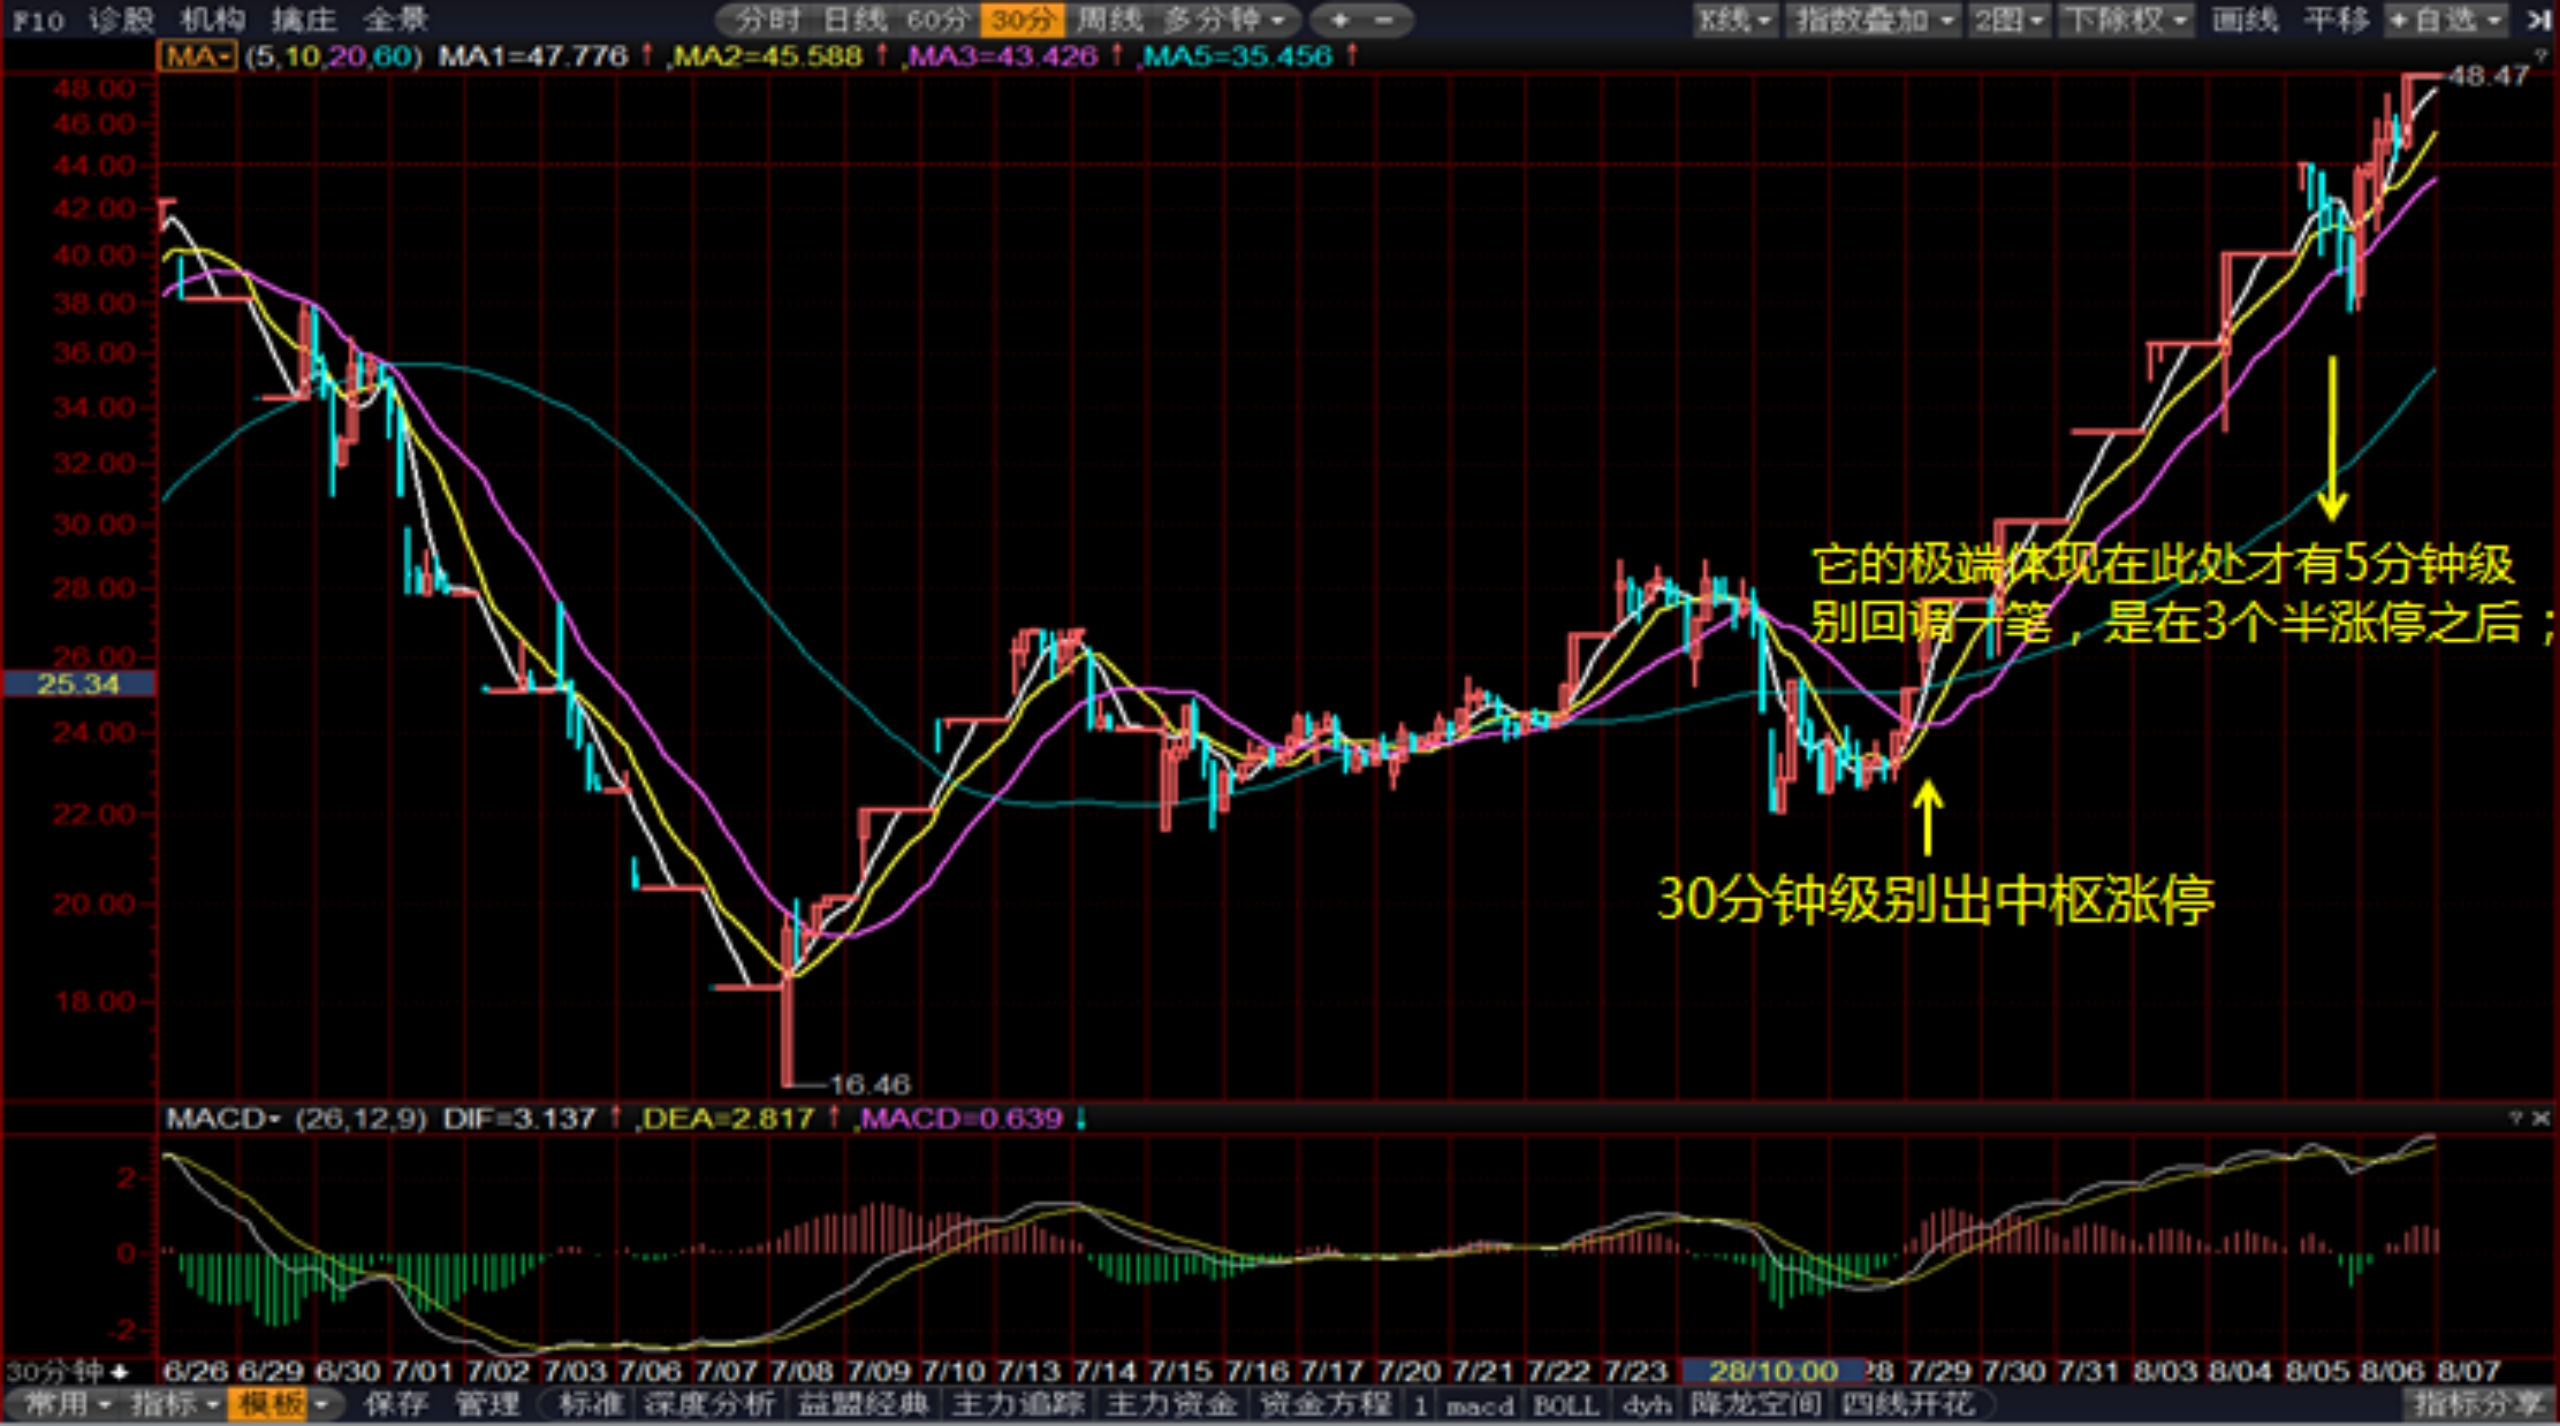 F10 诊股 机构 擒庄 全景 分时 日线 60分 30分 周线 多分钟 + - K线 指数叠加 2图 下除权 画线 平移 +自选
MA (5,10,20,60) MA1=47.776 ↑ ,MA2=45.588 ↑ ,MA3=43.426 ↑ ,MA5=35.456 ↑ ?
48.47
48.00
46.00
44.00
42.00
40.00
38.00
36.00
34.00
32.00
30.00
它的极端体现在此处才有5分钟级
28.00
别回调一笔，是在3个半涨停之后；
26.00
25.34
24.00
22.00
30分钟级别出中枢涨停
20.00
18.00
16.46
MACD (26,12,9) DIF=3.137 ↑ ,DEA=2.817 ↑ ,MACD=0.639 ↓ ? ×
2
0
-2
30分钟 6/26 6/29 6/30 7/01 7/02 7/03 7/06 7/07 7/08 7/09 7/10 7/13 7/14 7/15 7/16 7/17 7/20 7/21 7/22 7/23 28/10:00 28 7/29 7/30 7/31 8/03 8/04 8/05 8/06 8/07
常用 指标 模板 保存 管理 标准 深度分析 益盟经典 主力追踪 主力资金 资金方程 1 macd BOLL dyh 降龙空间 四线开花 指标分享